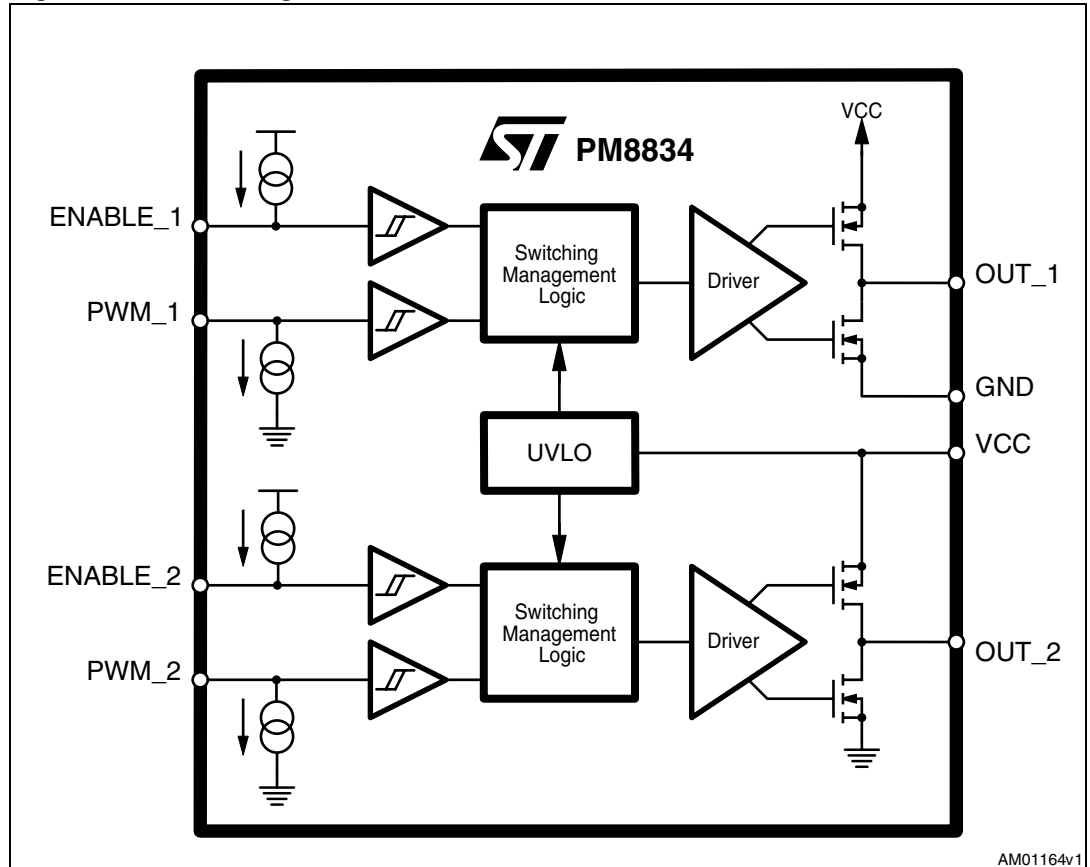 VCC
ST PM8834
ENABLE_1
Switching
Management
Logic
Driver
OUT_1
PWM_1
GND
UVLO
VCC
ENABLE_2
Switching
Management
Logic
Driver
OUT_2
PWM_2
AM01164v1